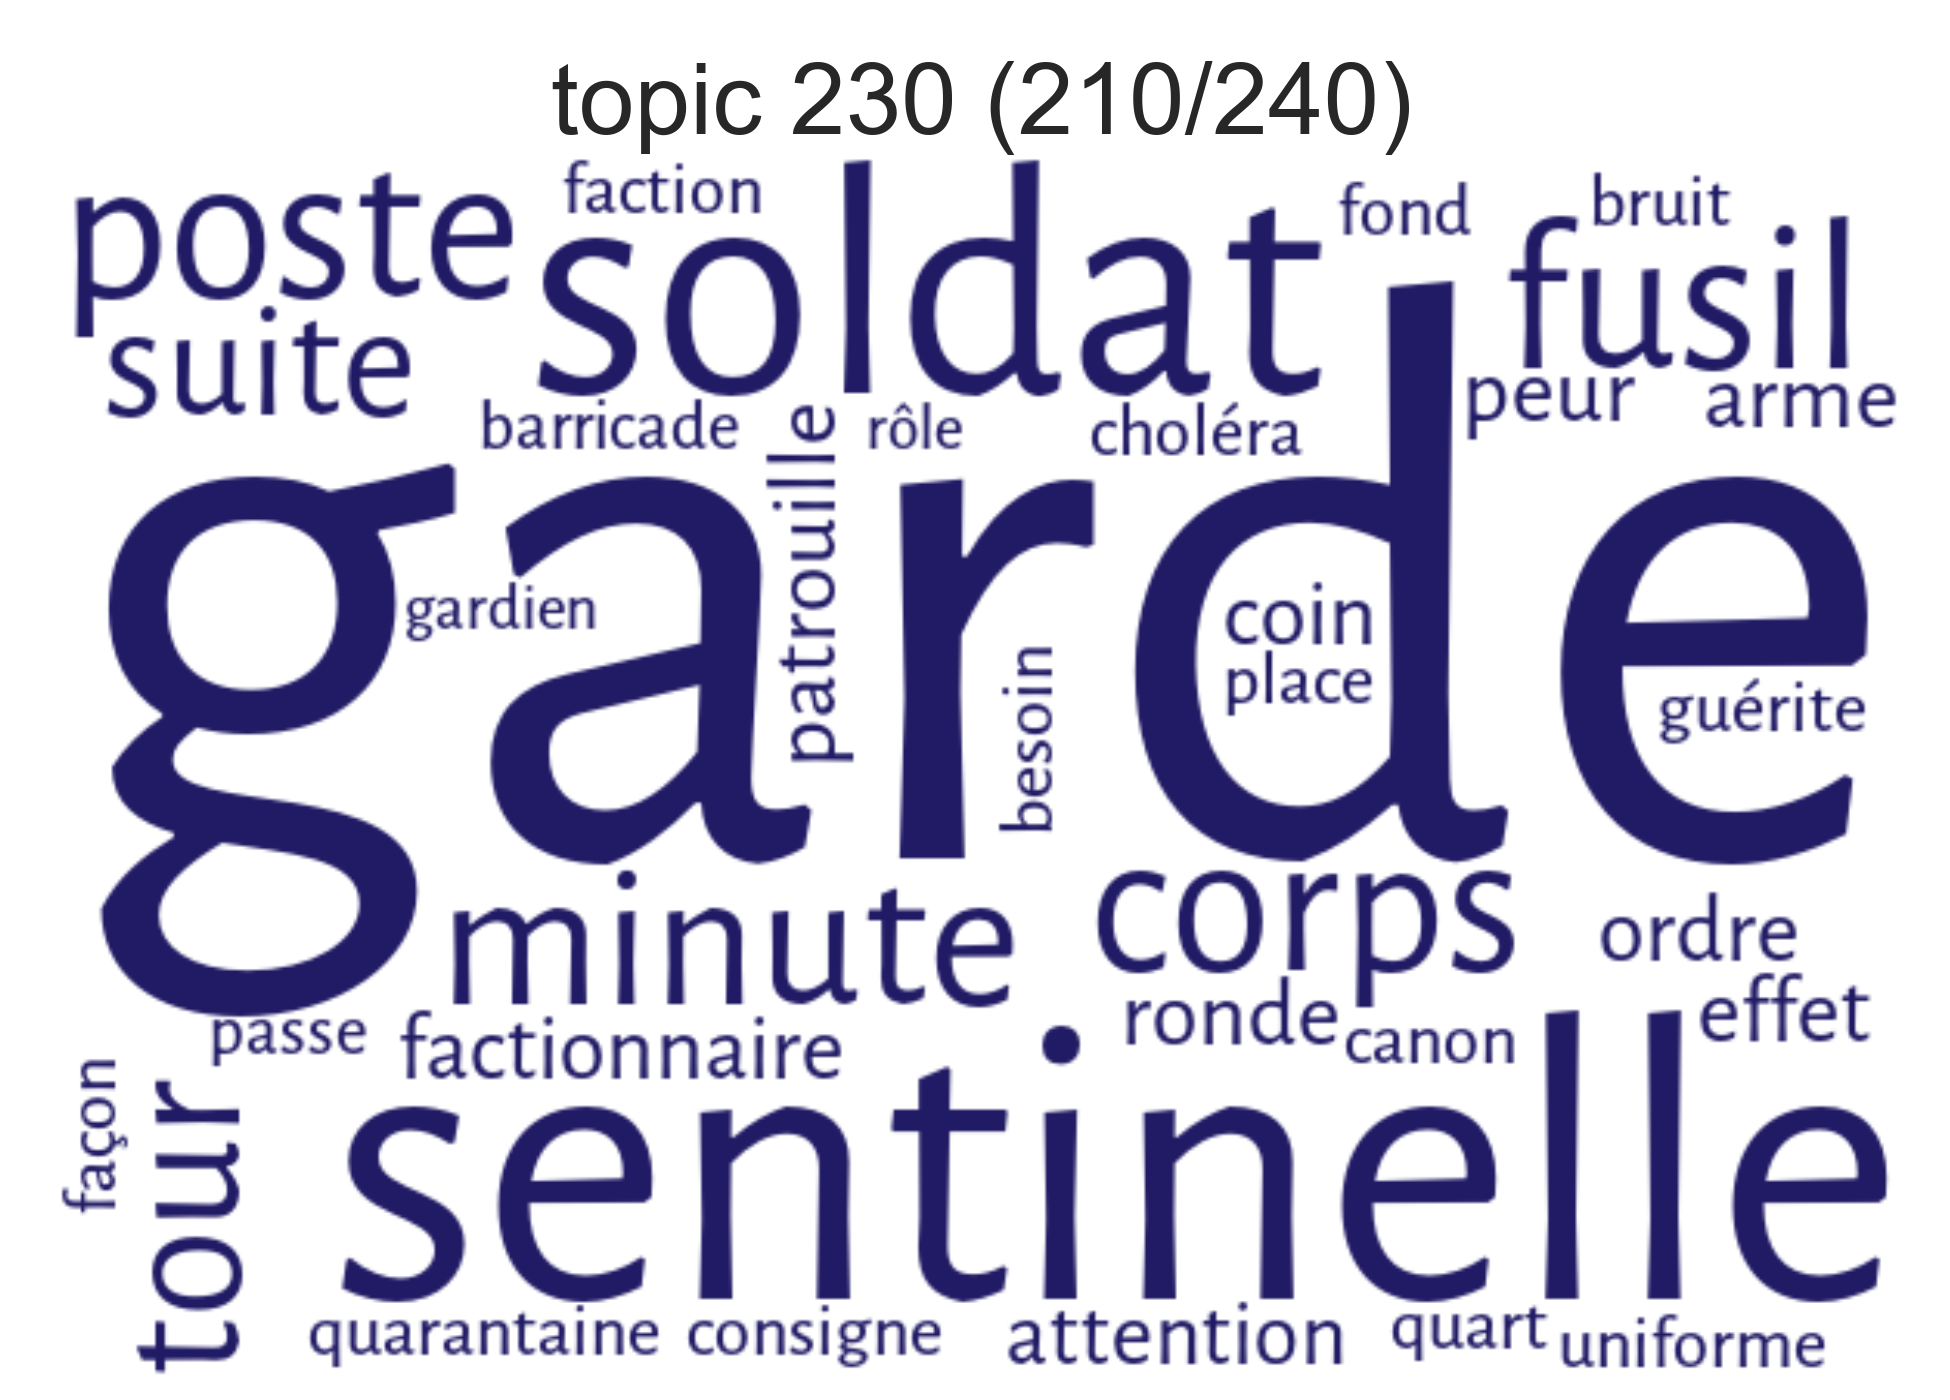 topic 230 (210/240)
poste faction soldat fond bruit fusil
suite peur arme
barricade patrouille rôle choléra
garde
gardien besoin coin
place guérite
minute corps ordre
passe factionnaire ronde canon effet
façon tour sentinelle
quarantaine consigne attention quart uniforme